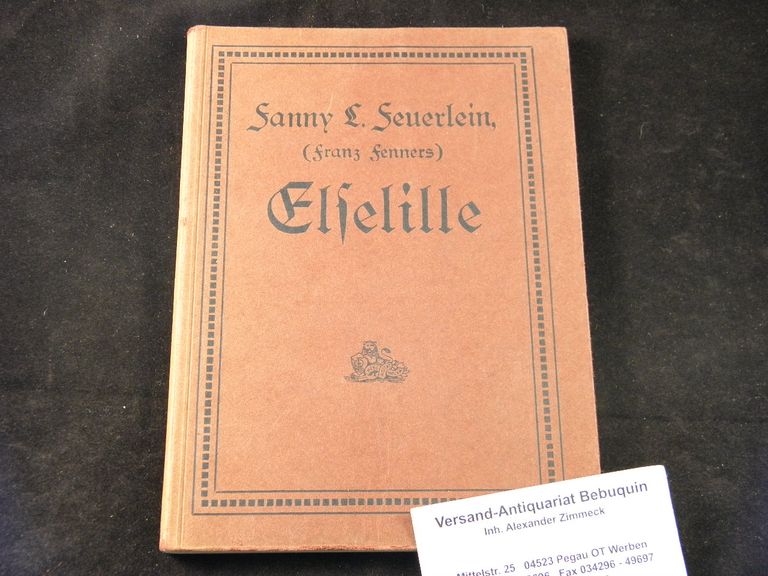 Fanny L. Feuerlein,
(Franz Fenners)
Elſelille
Versand-Antiquariat Bebuquin
Inh. Alexander Zimmeck
Mittelstr. 25 04523 Pegau OT Werben
Fax 034296 - 49697